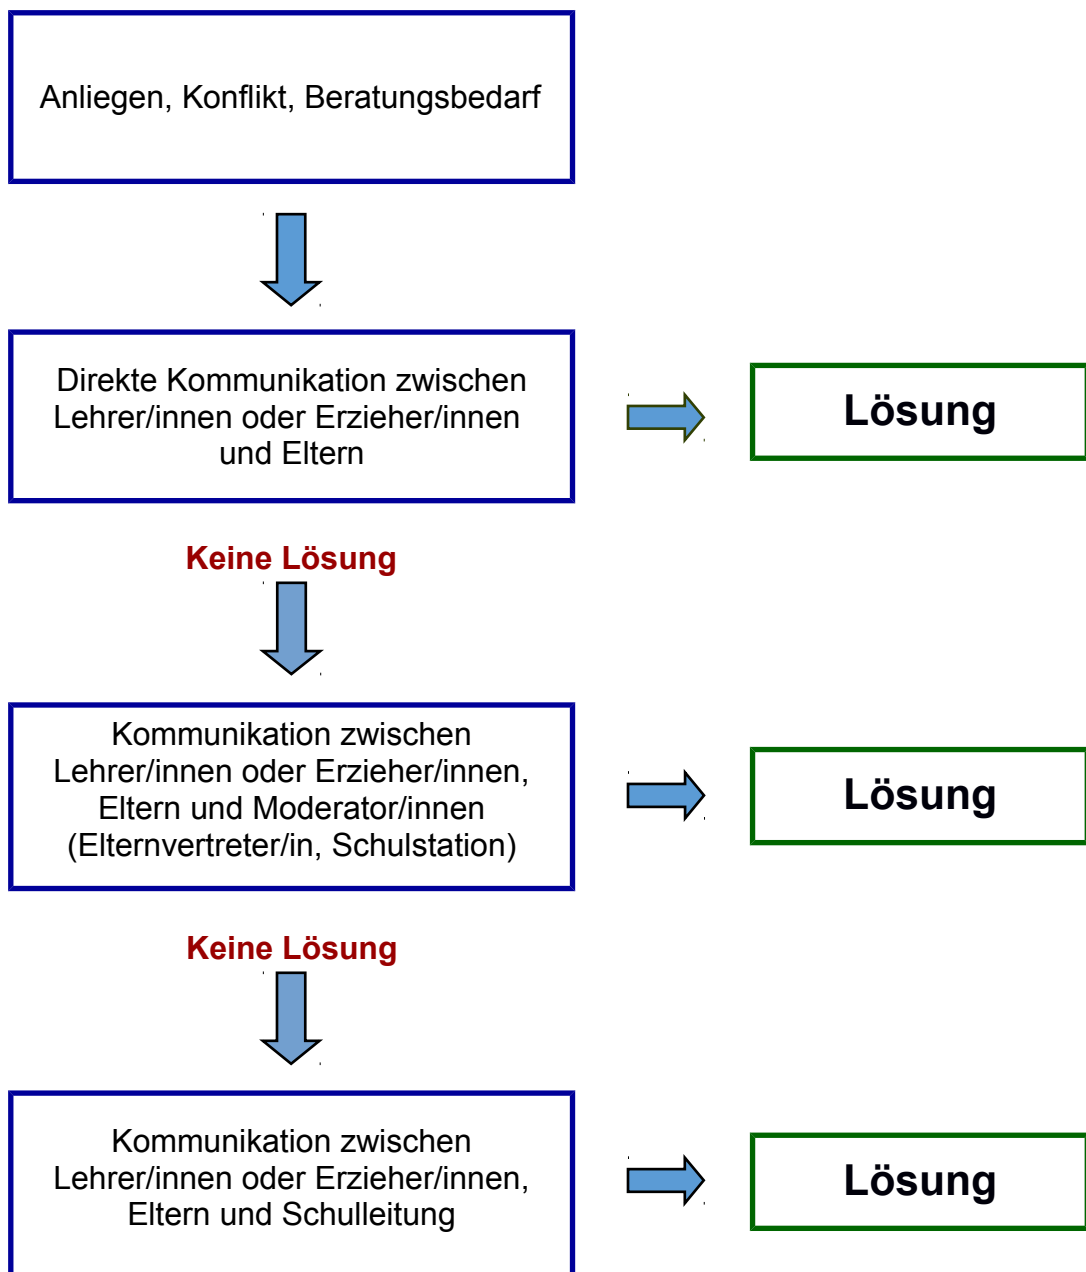 Anliegen, Konflikt, Beratungsbedarf
Direkte Kommunikation zwischen
Lehrer/innen oder Erzieher/innen
und Eltern
Lösung
Keine Lösung
Kommunikation zwischen
Lehrer/innen oder Erzieher/innen,
Eltern und Moderator/innen
(Elternvertreter/in, Schulstation)
Lösung
Keine Lösung
Kommunikation zwischen
Lehrer/innen oder Erzieher/innen,
Eltern und Schulleitung
Lösung